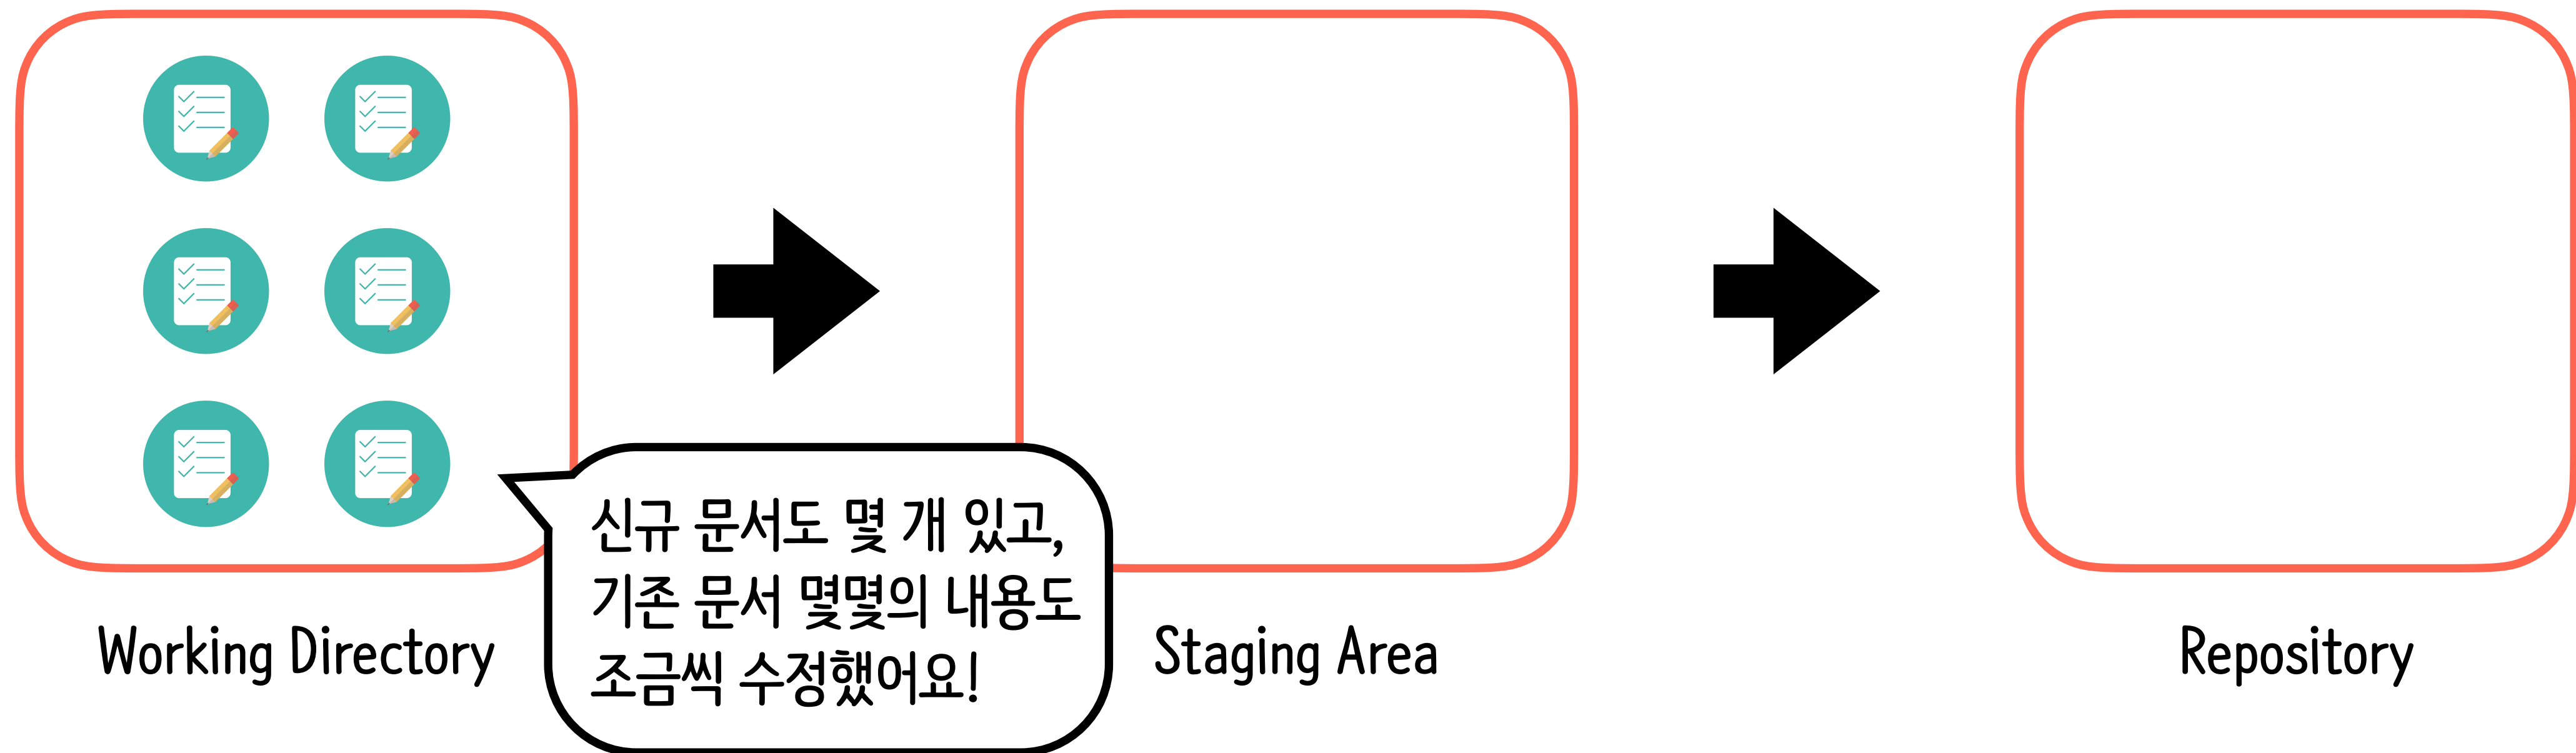 신규 문서도 몇 개 있고,
기존 문서 몇몇의 내용도
조금씩 수정했어요!
Working Directory
Staging Area
Repository